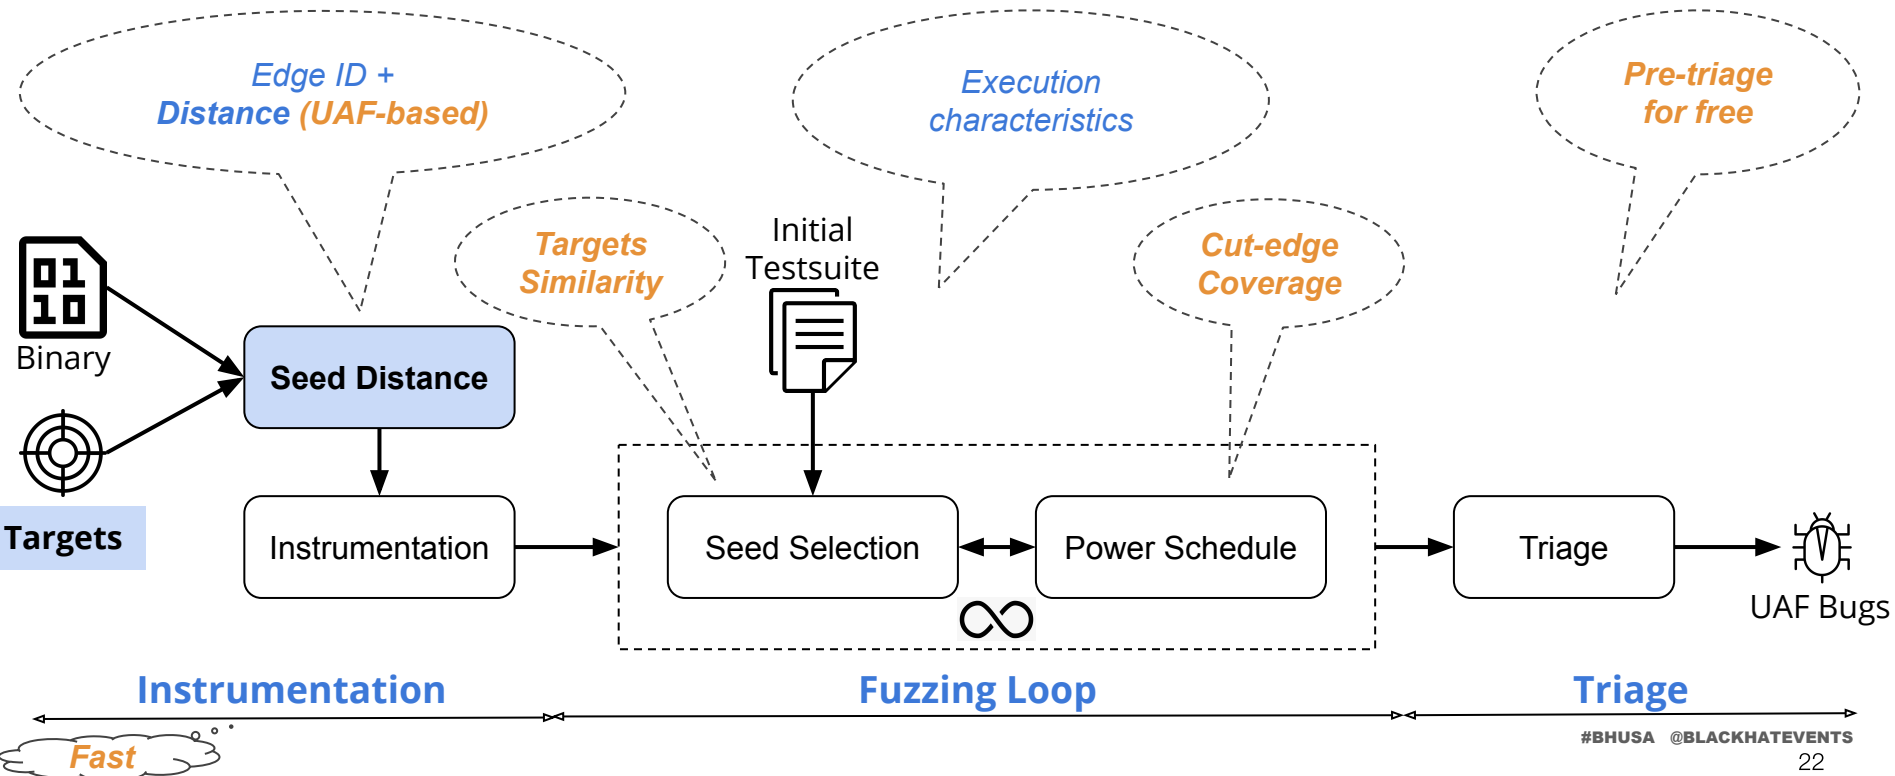 Edge ID +
Distance (UAF-based)
Execution
characteristics
Pre-triage
for free
Targets
Similarity
Initial
Testsuite
Cut-edge
Coverage
01
10
Binary
Seed Distance
Targets
Instrumentation
Seed Selection
Power Schedule
Triage
UAF Bugs
Instrumentation
Fuzzing Loop
Triage
Fast
#BHUSA @BLACKHATEVENTS
22